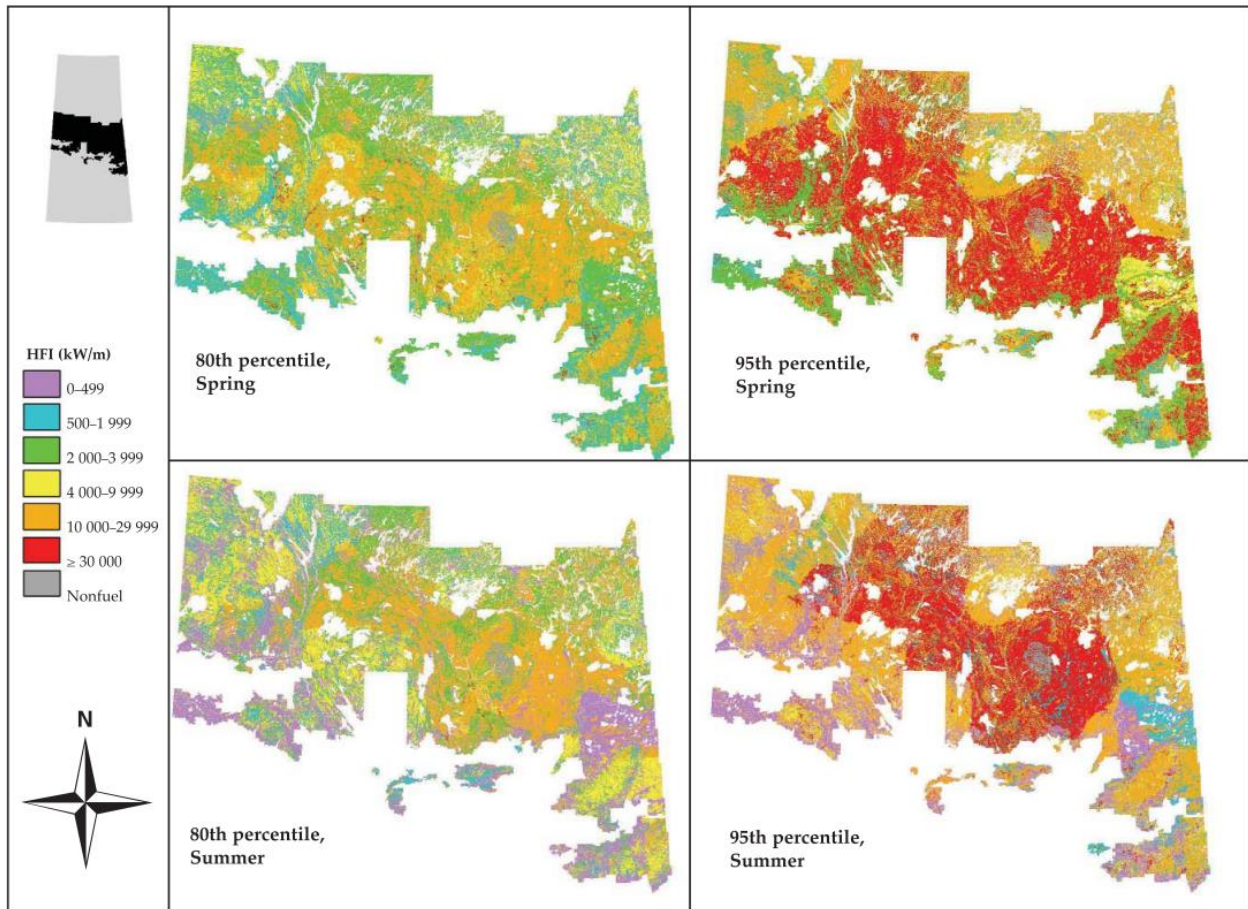 80th percentile,
Spring
95th percentile,
Spring
HFI (kW/m)
0–499
500–1 999
2 000–3 999
4 000–9 999
10 000–29 999
≥ 30 000
Nonfuel
N
80th percentile,
Summer
95th percentile,
Summer